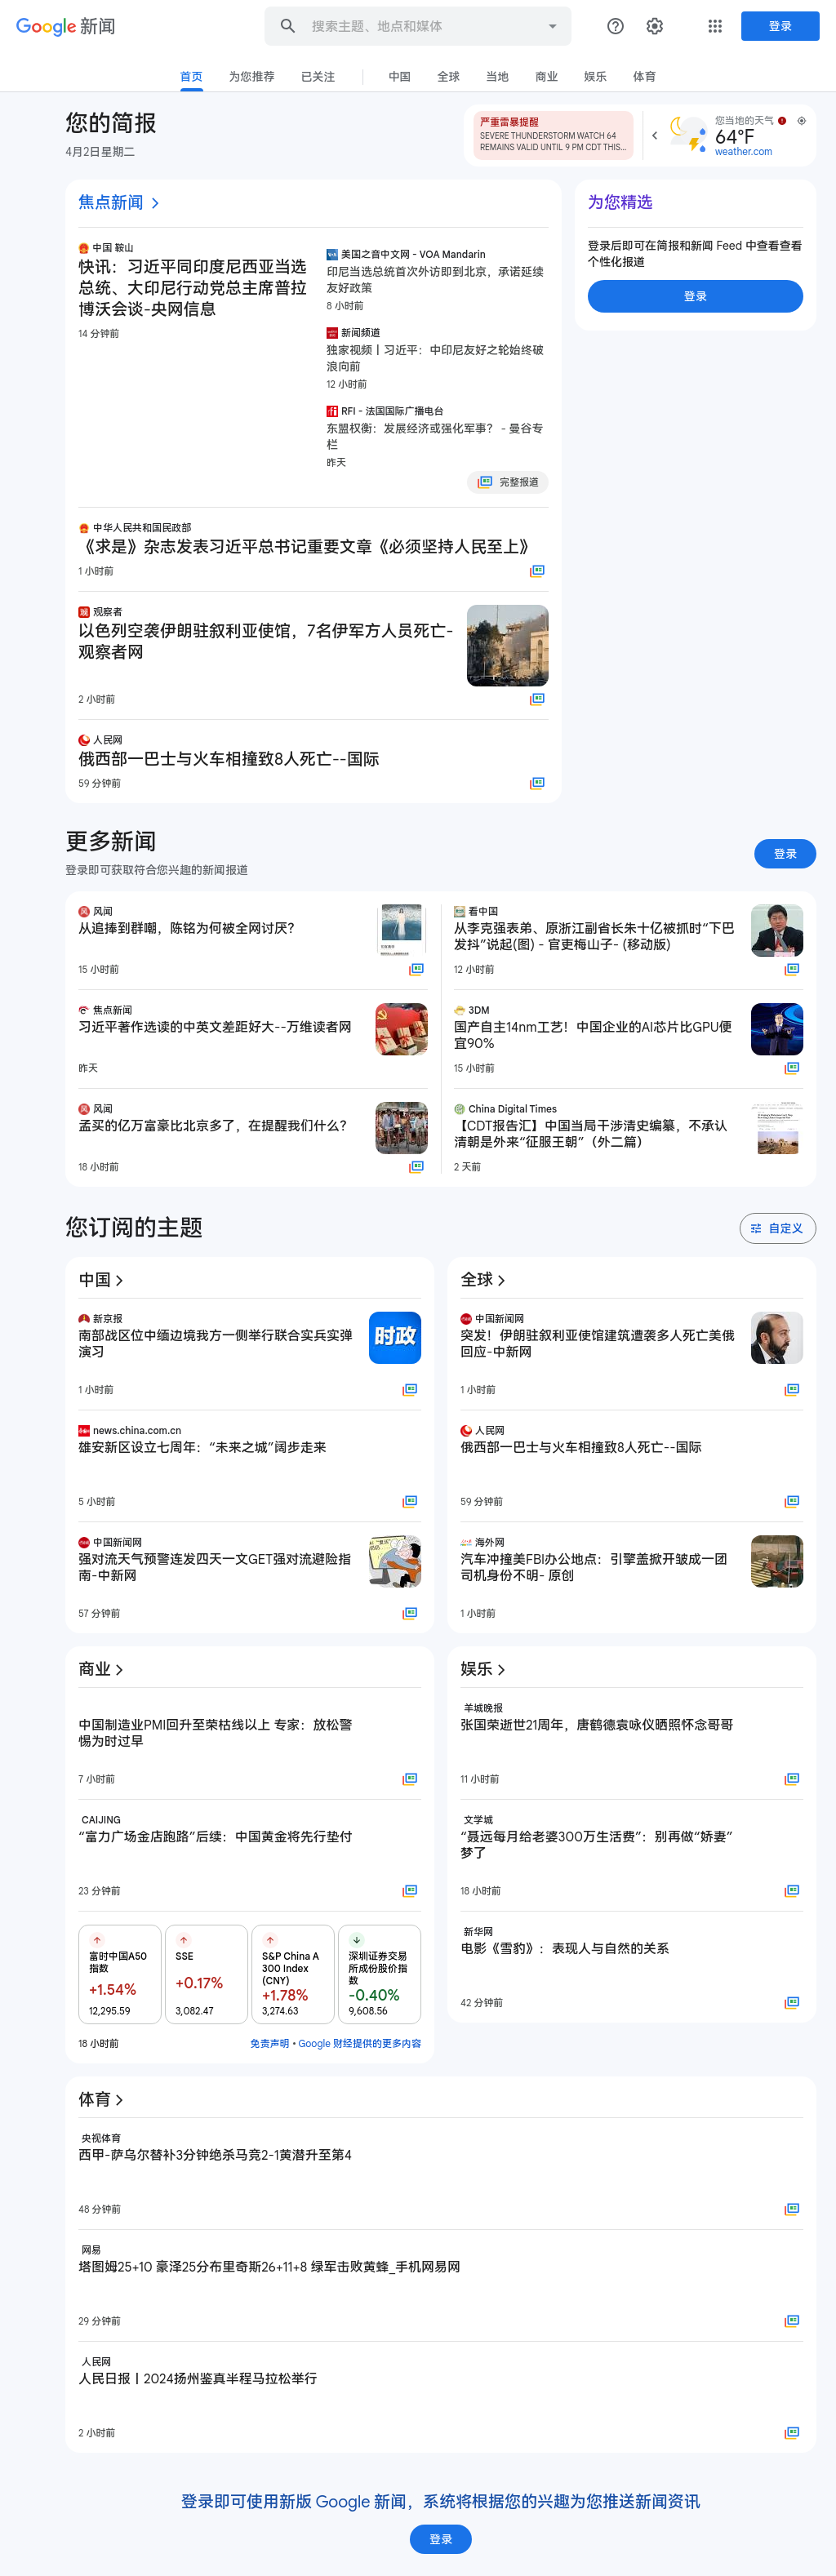 Google 新闻
搜索主题、地点和媒体
登录
首页
为您推荐
已关注
中国
全球
当地
商业
娱乐
体育
您的简报
4月2日星期二
严重雷暴提醒
SEVERE THUNDERSTORM WATCH 64
REMAINS VALID UNTIL 9 PM CDT THIS...
您当地的天气
64°F
weather.com
焦点新闻
中国 鞍山
快讯：习近平同印度尼西亚当选
总统、大印尼行动党总主席普拉
博沃会谈-央网信息
14 分钟前
美国之音中文网 - VOA Mandarin
印尼当选总统首次外访即到北京，承诺延续
友好政策
8 小时前
新闻频道
独家视频丨习近平：中印尼友好之轮始终破
浪向前
12 小时前
RFI - 法国国际广播电台
东盟权衡：发展经济或强化军事？ - 曼谷专
栏
昨天
完整报道
中华人民共和国民政部
《求是》杂志发表习近平总书记重要文章《必须坚持人民至上》
1 小时前
观察者
以色列空袭伊朗驻叙利亚使馆，7名伊军方人员死亡-
观察者网
2 小时前
人民网
俄西部一巴士与火车相撞致8人死亡--国际
59 分钟前
为您精选
登录后即可在简报和新闻 Feed 中查看查看
个性化报道
登录
更多新闻
登录即可获取符合您兴趣的新闻报道
登录
风闻
从追捧到群嘲，陈铭为何被全网讨厌？
15 小时前
焦点新闻
习近平著作选读的中英文差距好大--万维读者网
昨天
风闻
孟买的亿万富豪比北京多了，在提醒我们什么？
18 小时前
看中国
从李克强表弟、原浙江副省长朱十亿被抓时“下巴
发抖”说起(图) - 官吏梅山子- (移动版)
12 小时前
3DM
国产自主14nm工艺！中国企业的AI芯片比GPU便
宜90%
15 小时前
China Digital Times
【CDT报告汇】中国当局干涉清史编纂，不承认
清朝是外来“征服王朝”（外二篇）
2 天前
您订阅的主题
自定义
中国
新京报
南部战区位中缅边境我方一侧举行联合实兵实弹
演习
时政
1 小时前
news.china.com.cn
雄安新区设立七周年：“未来之城”阔步走来
5 小时前
中国新闻网
强对流天气预警连发四天一文GET强对流避险指
南-中新网
57 分钟前
全球
中国新闻网
突发！伊朗驻叙利亚使馆建筑遭袭多人死亡美俄
回应-中新网
1 小时前
人民网
俄西部一巴士与火车相撞致8人死亡--国际
59 分钟前
海外网
汽车冲撞美FBI办公地点：引擎盖掀开皱成一团
司机身份不明- 原创
1 小时前
商业
中国制造业PMI回升至荣枯线以上 专家：放松警
惕为时过早
7 小时前
CAIJING
“富力广场金店跑路”后续：中国黄金将先行垫付
23 分钟前
富时中国A50
指数
+1.54%
12,295.59
SSE
+0.17%
3,082.47
S&P China A
300 Index
(CNY)
+1.78%
3,274.63
深圳证券交易
所成份股价指
数
-0.40%
9,608.56
18 小时前
免责声明 • Google 财经提供的更多内容
娱乐
羊城晚报
张国荣逝世21周年，唐鹤德袁咏仪晒照怀念哥哥
11 小时前
文学城
“聂远每月给老婆300万生活费”：别再做“娇妻”
梦了
18 小时前
新华网
电影《雪豹》：表现人与自然的关系
42 分钟前
体育
央视体育
西甲-萨乌尔替补3分钟绝杀马竞2-1黄潜升至第4
48 分钟前
网易
塔图姆25+10 豪泽25分布里奇斯26+11+8 绿军击败黄蜂_手机网易网
29 分钟前
人民网
人民日报丨2024扬州鉴真半程马拉松举行
2 小时前
登录即可使用新版 Google 新闻，系统将根据您的兴趣为您推送新闻资讯
登录